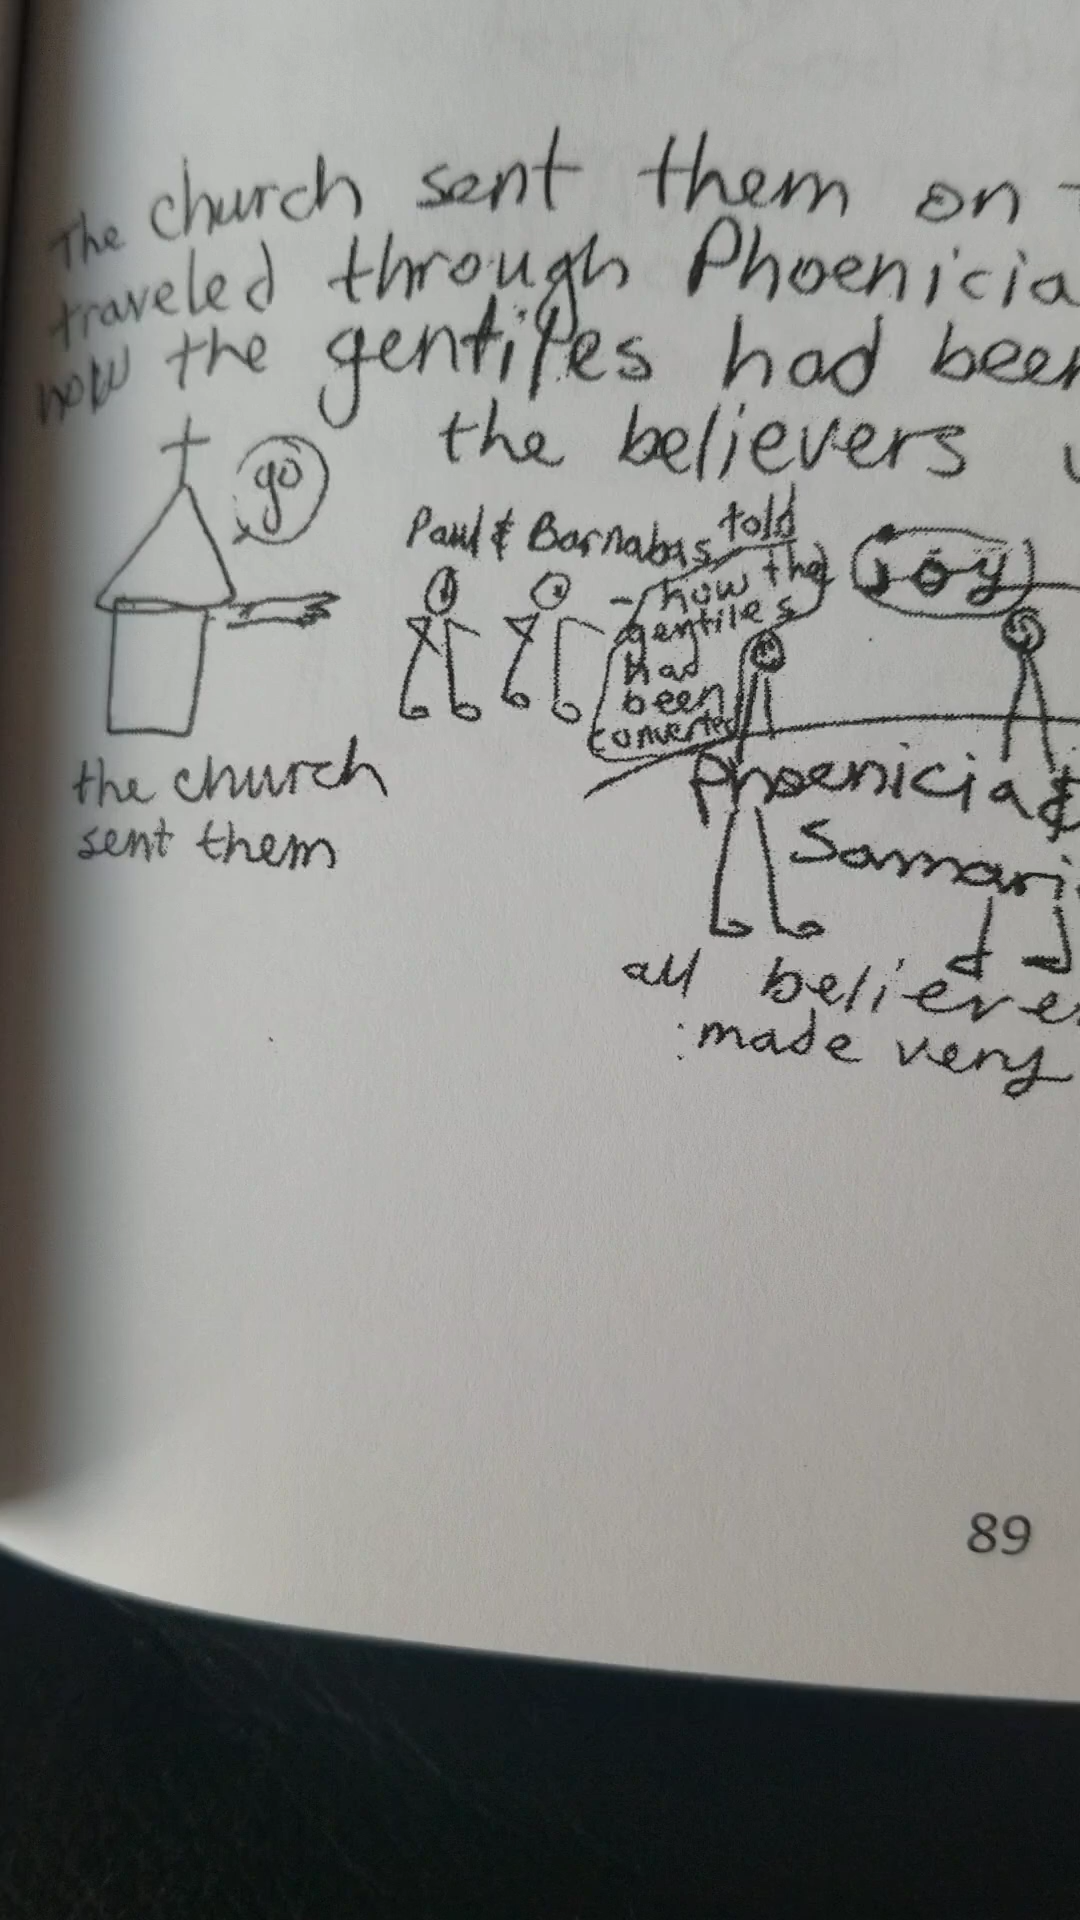 The church sent them on
traveled through Phoenicia
how the gentiles had been
the believers
go
Paul & Barnabas told
how the
gentiles
had
been
converted
joy
the church
sent them
Phoenicia &
Samari
all believe
made very
89